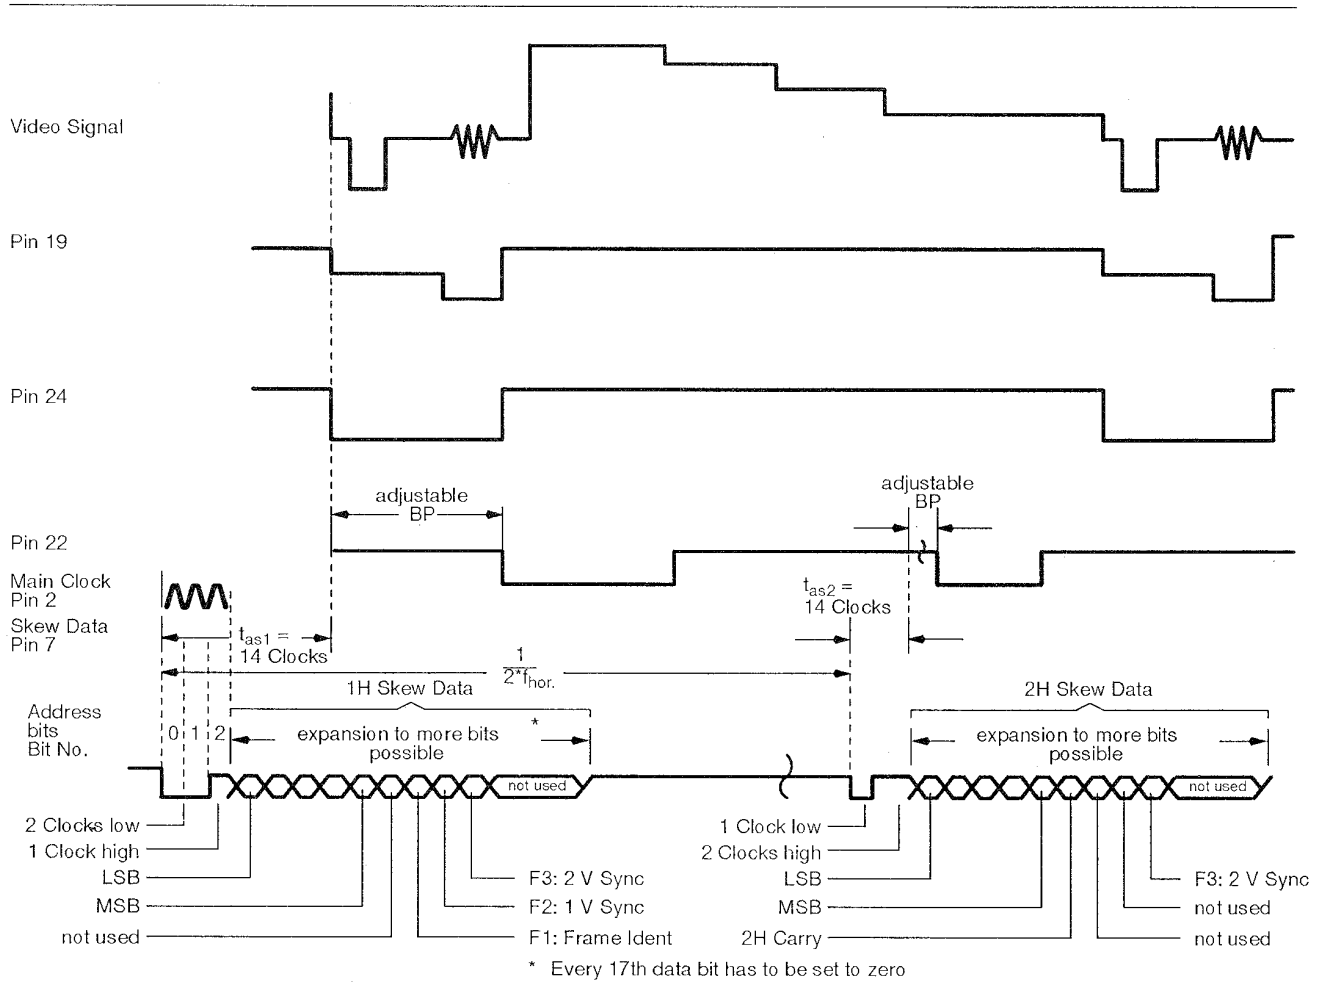 Video Signal
Pin 19
Pin 24
adjustable
BP
adjustable
BP
Pin 22
Main Clock
Pin 2
Skew Data
Pin 7
tas1 =
14 Clocks
tas2 =
14 Clocks
1
2*fhor.
1H Skew Data
2H Skew Data
Address
bits
Bit No.
0 1 2
expansion to more bits *
possible
expansion to more bits
possible
not used
not used
2 Clocks low
1 Clock high
LSB
MSB
not used
F3: 2 V Sync
F2: 1 V Sync
F1: Frame Ident
1 Clock low
2 Clocks high
LSB
MSB
2H Carry
F3: 2 V Sync
not used
not used
* Every 17th data bit has to be set to zero